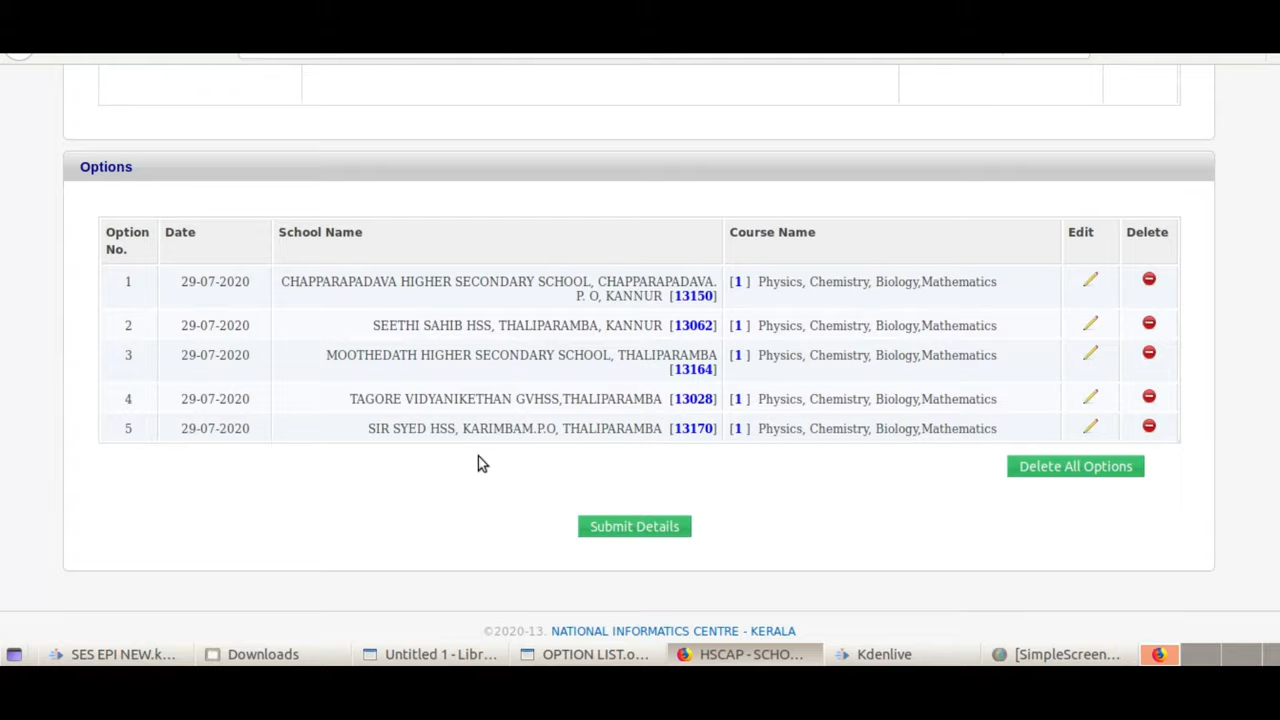 Options
Option No. Date School Name Course Name Edit Delete
1 29-07-2020 CHAPPARAPADAVA HIGHER SECONDARY SCHOOL, CHAPPARAPADAVA. P. O, KANNUR [13150] [1 ] Physics, Chemistry, Biology,Mathematics
2 29-07-2020 SEETHI SAHIB HSS, THALIPARAMBA, KANNUR [13062] [1 ] Physics, Chemistry, Biology,Mathematics
3 29-07-2020 MOOTHEDATH HIGHER SECONDARY SCHOOL, THALIPARAMBA [13164] [1 ] Physics, Chemistry, Biology,Mathematics
4 29-07-2020 TAGORE VIDYANIKETHAN GVHSS,THALIPARAMBA [13028] [1 ] Physics, Chemistry, Biology,Mathematics
5 29-07-2020 SIR SYED HSS, KARIMBAM.P.O, THALIPARAMBA [13170] [1 ] Physics, Chemistry, Biology,Mathematics
Delete All Options
Submit Details
©2020-13. NATIONAL INFORMATICS CENTRE - KERALA
SES EPI NEW.k... Downloads Untitled 1 - Libr... OPTION LIST.o... HSCAP - SCHO... Kdenlive [SimpleScreen...